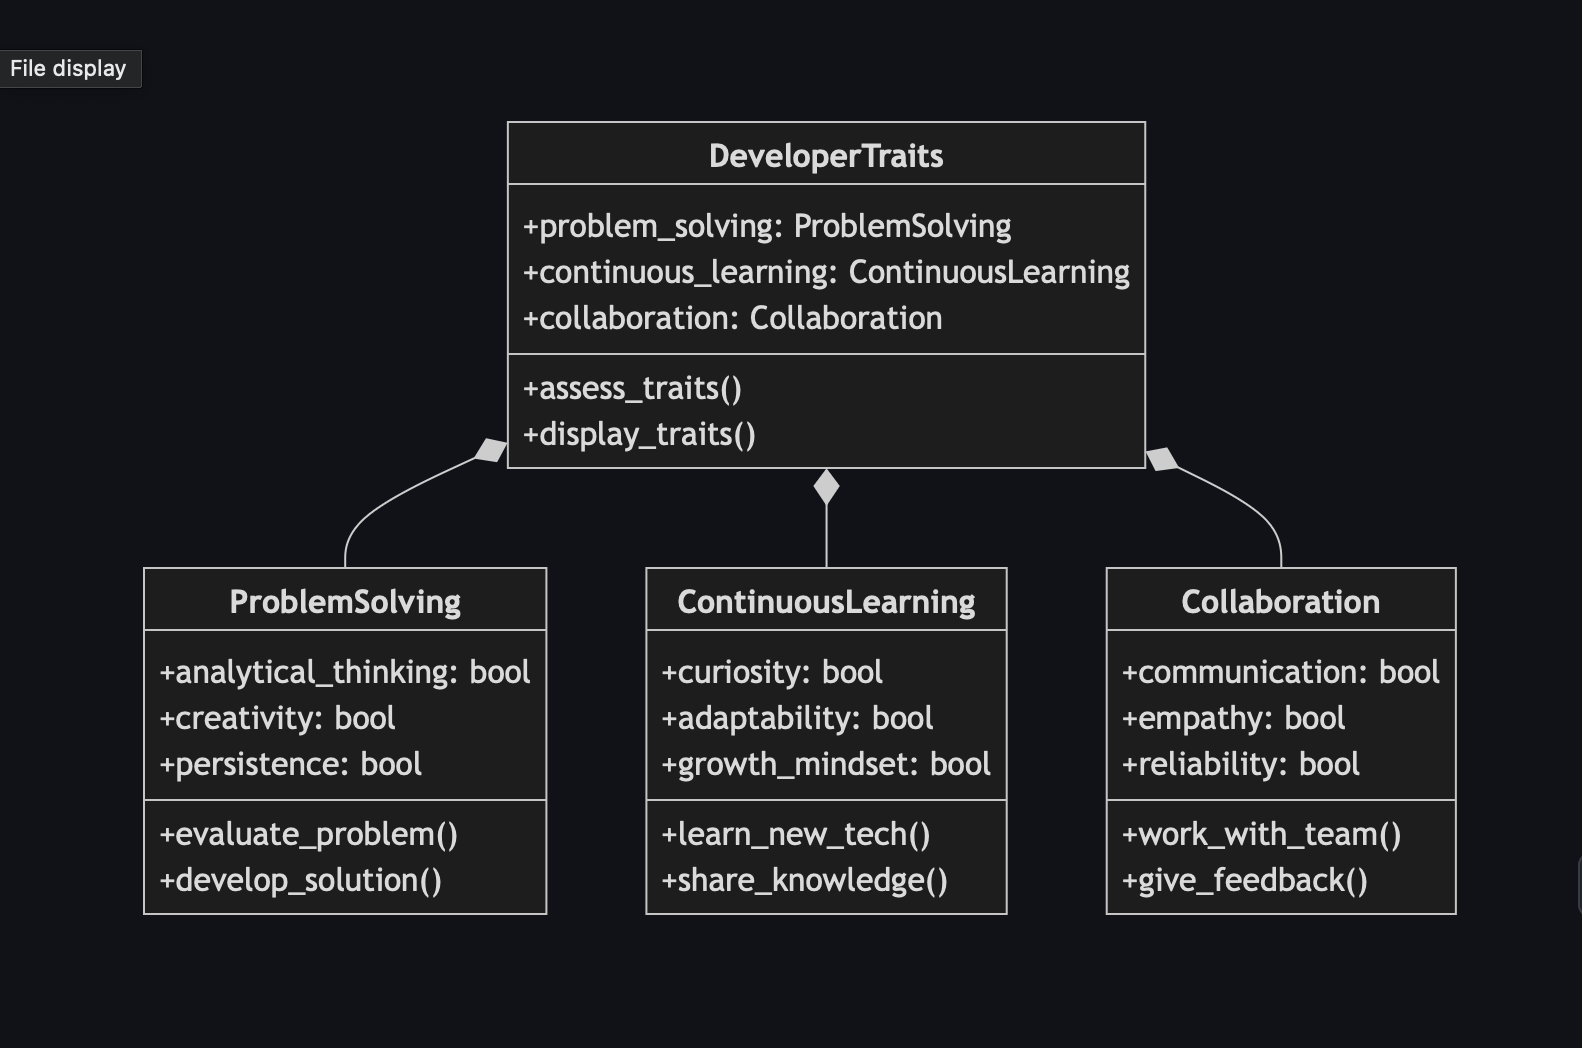 File display
DeveloperTraits
+problem_solving: ProblemSolving
+continuous_learning: ContinuousLearning
+collaboration: Collaboration
+assess_traits()
+display_traits()
ProblemSolving
+analytical_thinking: bool
+creativity: bool
+persistence: bool
+evaluate_problem()
+develop_solution()
ContinuousLearning
+curiosity: bool
+adaptability: bool
+growth_mindset: bool
+learn_new_tech()
+share_knowledge()
Collaboration
+communication: bool
+empathy: bool
+reliability: bool
+work_with_team()
+give_feedback()